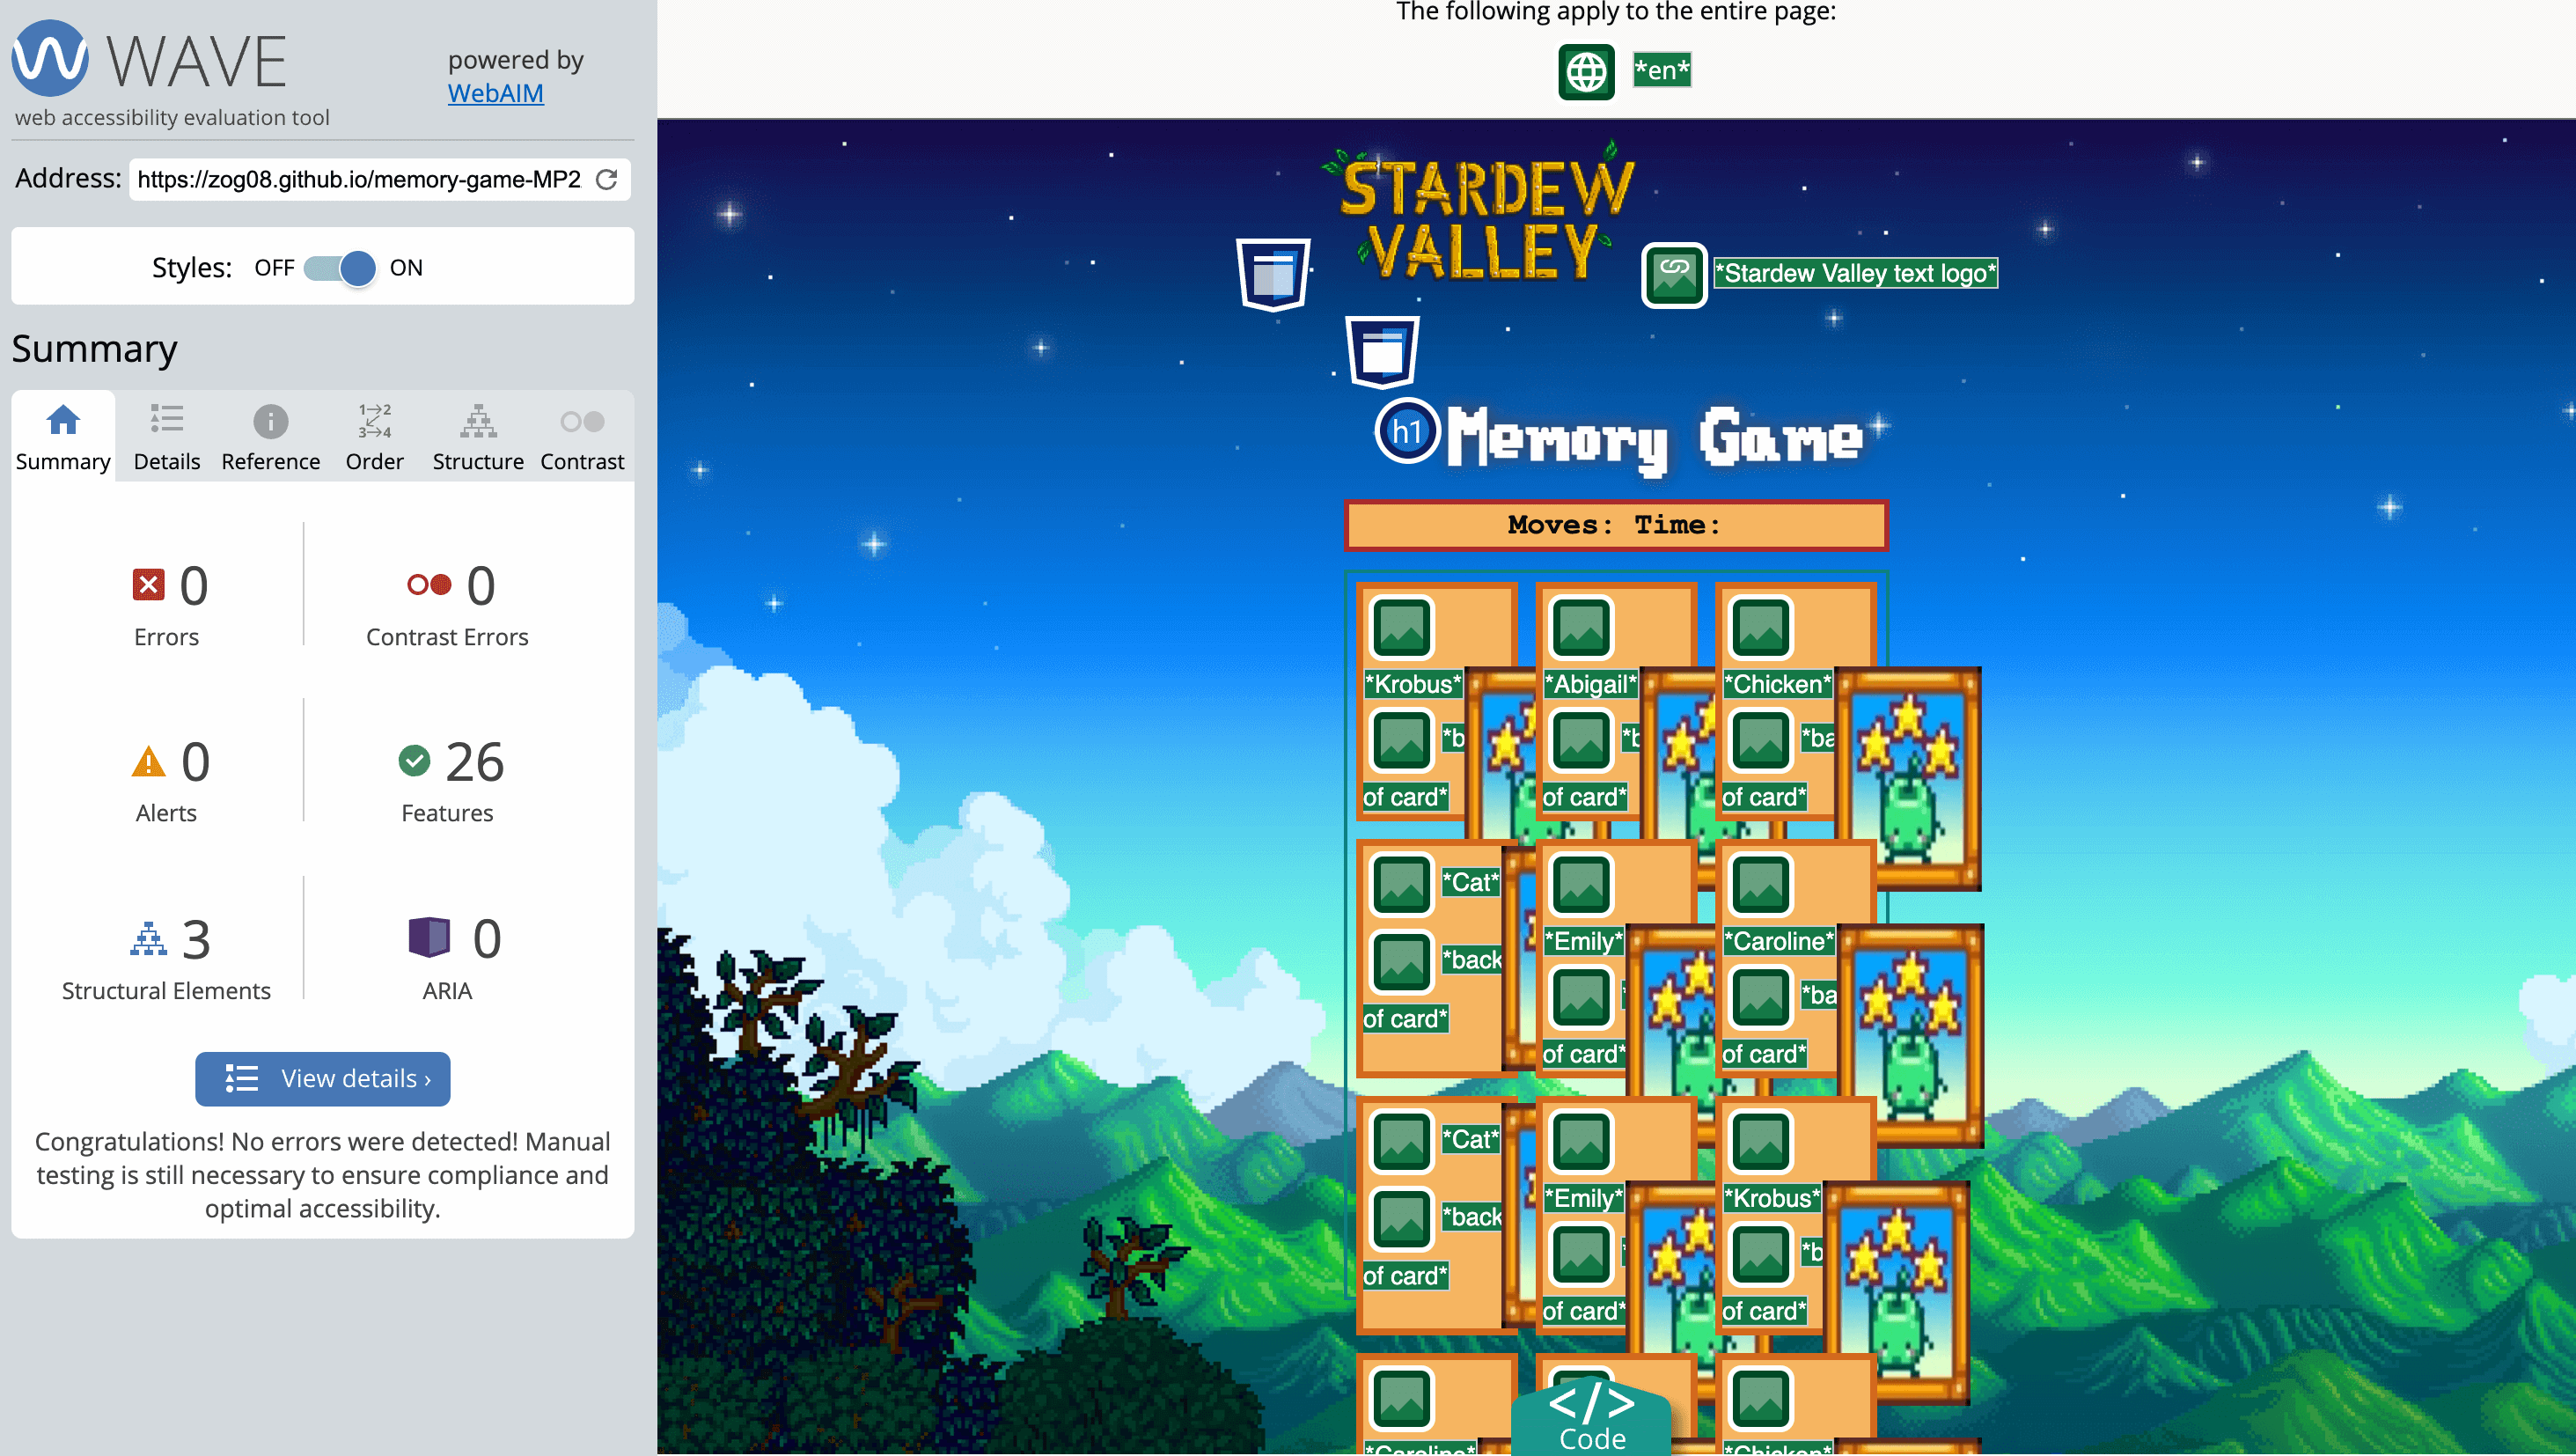 WAVE
powered by
WebAIM
web accessibility evaluation tool
Address: https://zog08.github.io/memory-game-MP2
Styles: OFF ON
Summary
Summary Details Reference Order Structure Contrast
0 Errors
0 Contrast Errors
0 Alerts
26 Features
3 Structural Elements
0 ARIA
View details ›
Congratulations! No errors were detected! Manual
testing is still necessary to ensure compliance and
optimal accessibility.
The following apply to the entire page:
*en*
STARDEW
VALLEY
*Stardew Valley text logo*
h1 Memory Game
Moves: Time:
*Krobus* *Abigail* *Chicken*
*b *b *ba
of card* of card* of card*
*Cat*
*Emily* *Caroline*
*back *ba
of card* of card* of card*
*Cat*
*Emily* *Krobus*
*back *b
of card* of card* of card*
</> Code
*Caroline* *Chicken*